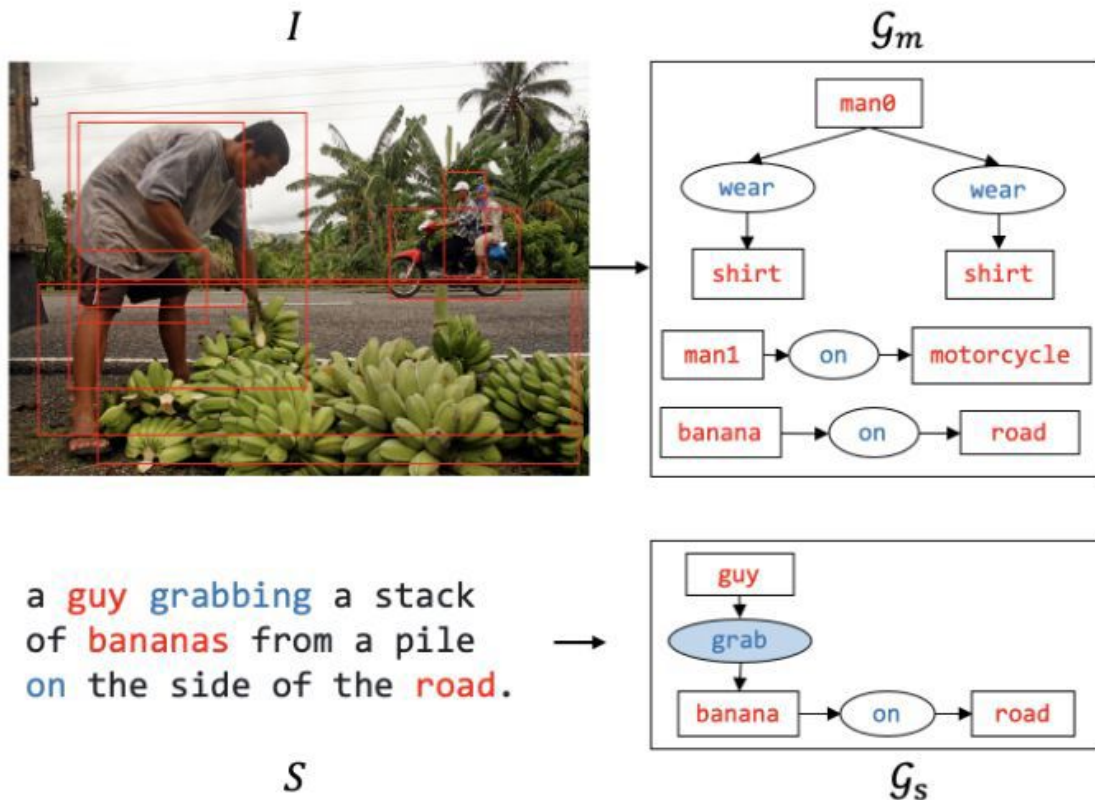 I
𝒢m
man0
wear
wear
shirt
shirt
man1
on
motorcycle
banana
on
road
a guy grabbing a stack
of bananas from a pile
on the side of the road.
guy
grab
banana
on
road
S
𝒢s